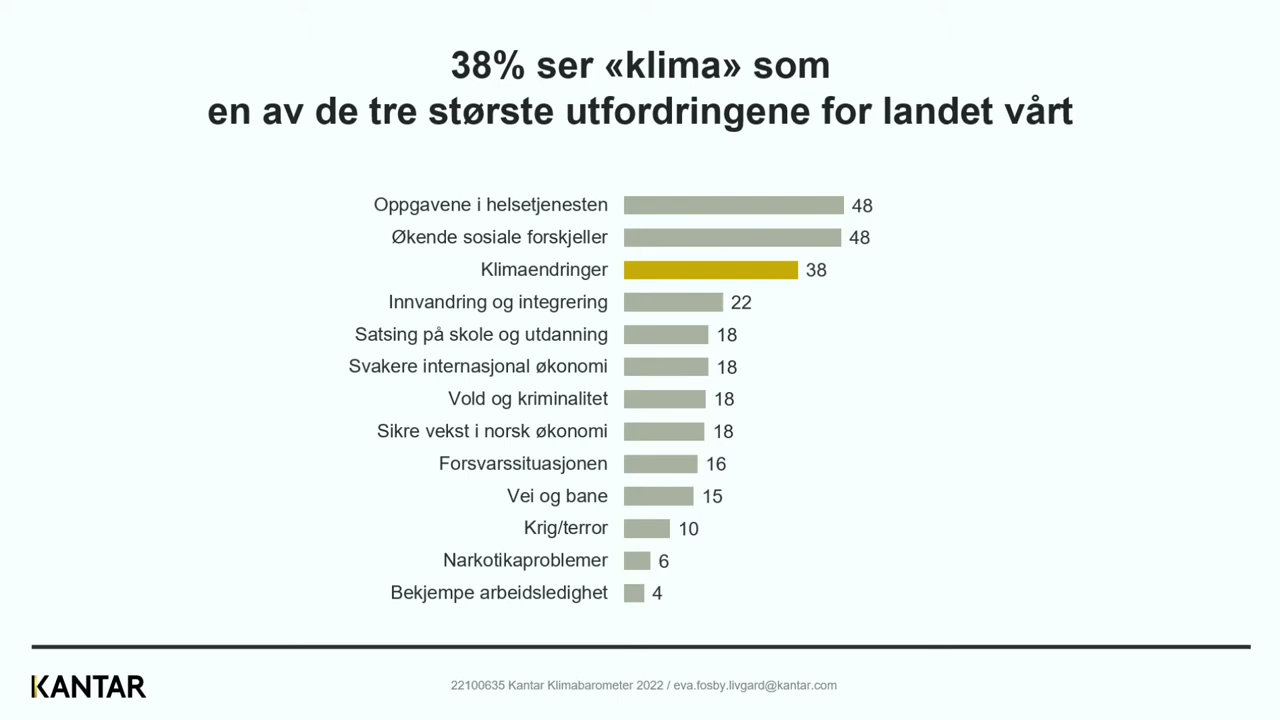 38% ser «klima» som
en av de tre største utfordringene for landet vårt
Oppgavene i helsetjenesten 48
Økende sosiale forskjeller 48
Klimaendringer 38
Innvandring og integrering 22
Satsing på skole og utdanning 18
Svakere internasjonal økonomi 18
Vold og kriminalitet 18
Sikre vekst i norsk økonomi 18
Forsvarssituasjonen 16
Vei og bane 15
Krig/terror 10
Narkotikaproblemer 6
Bekjempe arbeidsledighet 4
KANTAR
22100635 Kantar Klimabarometer 2022 / eva.fosby.livgard@kantar.com